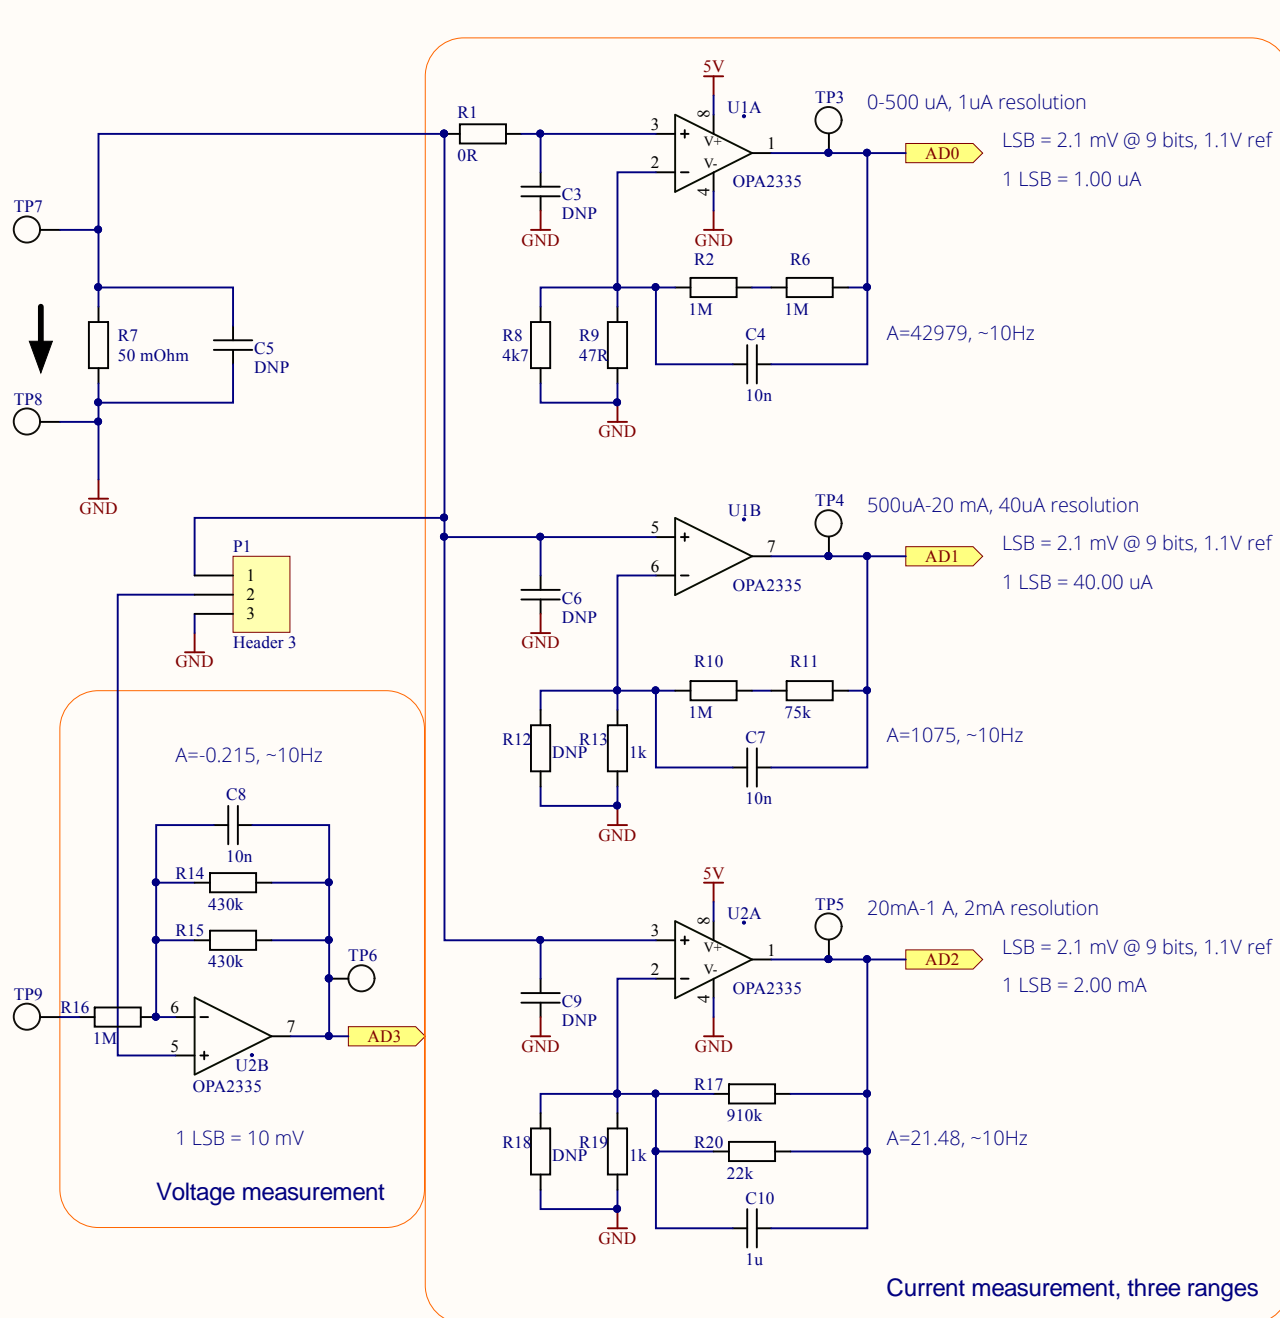 5V
R1
0R
3
2
8
V+
V-
4
1
U1A
OPA2335
TP3
0-500 uA, 1uA resolution
AD0
LSB = 2.1 mV @ 9 bits, 1.1V ref
1 LSB = 1.00 uA
C3
DNP
GND
GND
TP7
R2
1M
R6
1M
R7
50 mOhm
C5
DNP
R8
4k7
R9
47R
C4
10n
A=42979, ~10Hz
TP8
GND
GND
U1B
5
6
7
OPA2335
TP4
500uA-20 mA, 40uA resolution
AD1
LSB = 2.1 mV @ 9 bits, 1.1V ref
1 LSB = 40.00 uA
P1
1
2
3
Header 3
GND
C6
DNP
GND
R10
1M
R11
75k
R12
DNP
R13
1k
C7
10n
A=1075, ~10Hz
GND
A=-0.215, ~10Hz
C8
10n
R14
430k
R15
430k
TP6
TP9
R16
1M
6
5
7
U2B
OPA2335
AD3
1 LSB = 10 mV
Voltage measurement
5V
U2A
3
2
8
V+
V-
4
1
OPA2335
TP5
20mA-1 A, 2mA resolution
AD2
LSB = 2.1 mV @ 9 bits, 1.1V ref
1 LSB = 2.00 mA
C9
DNP
GND
GND
R17
910k
R18
DNP
R19
1k
R20
22k
A=21.48, ~10Hz
C10
1u
GND
Current measurement, three ranges